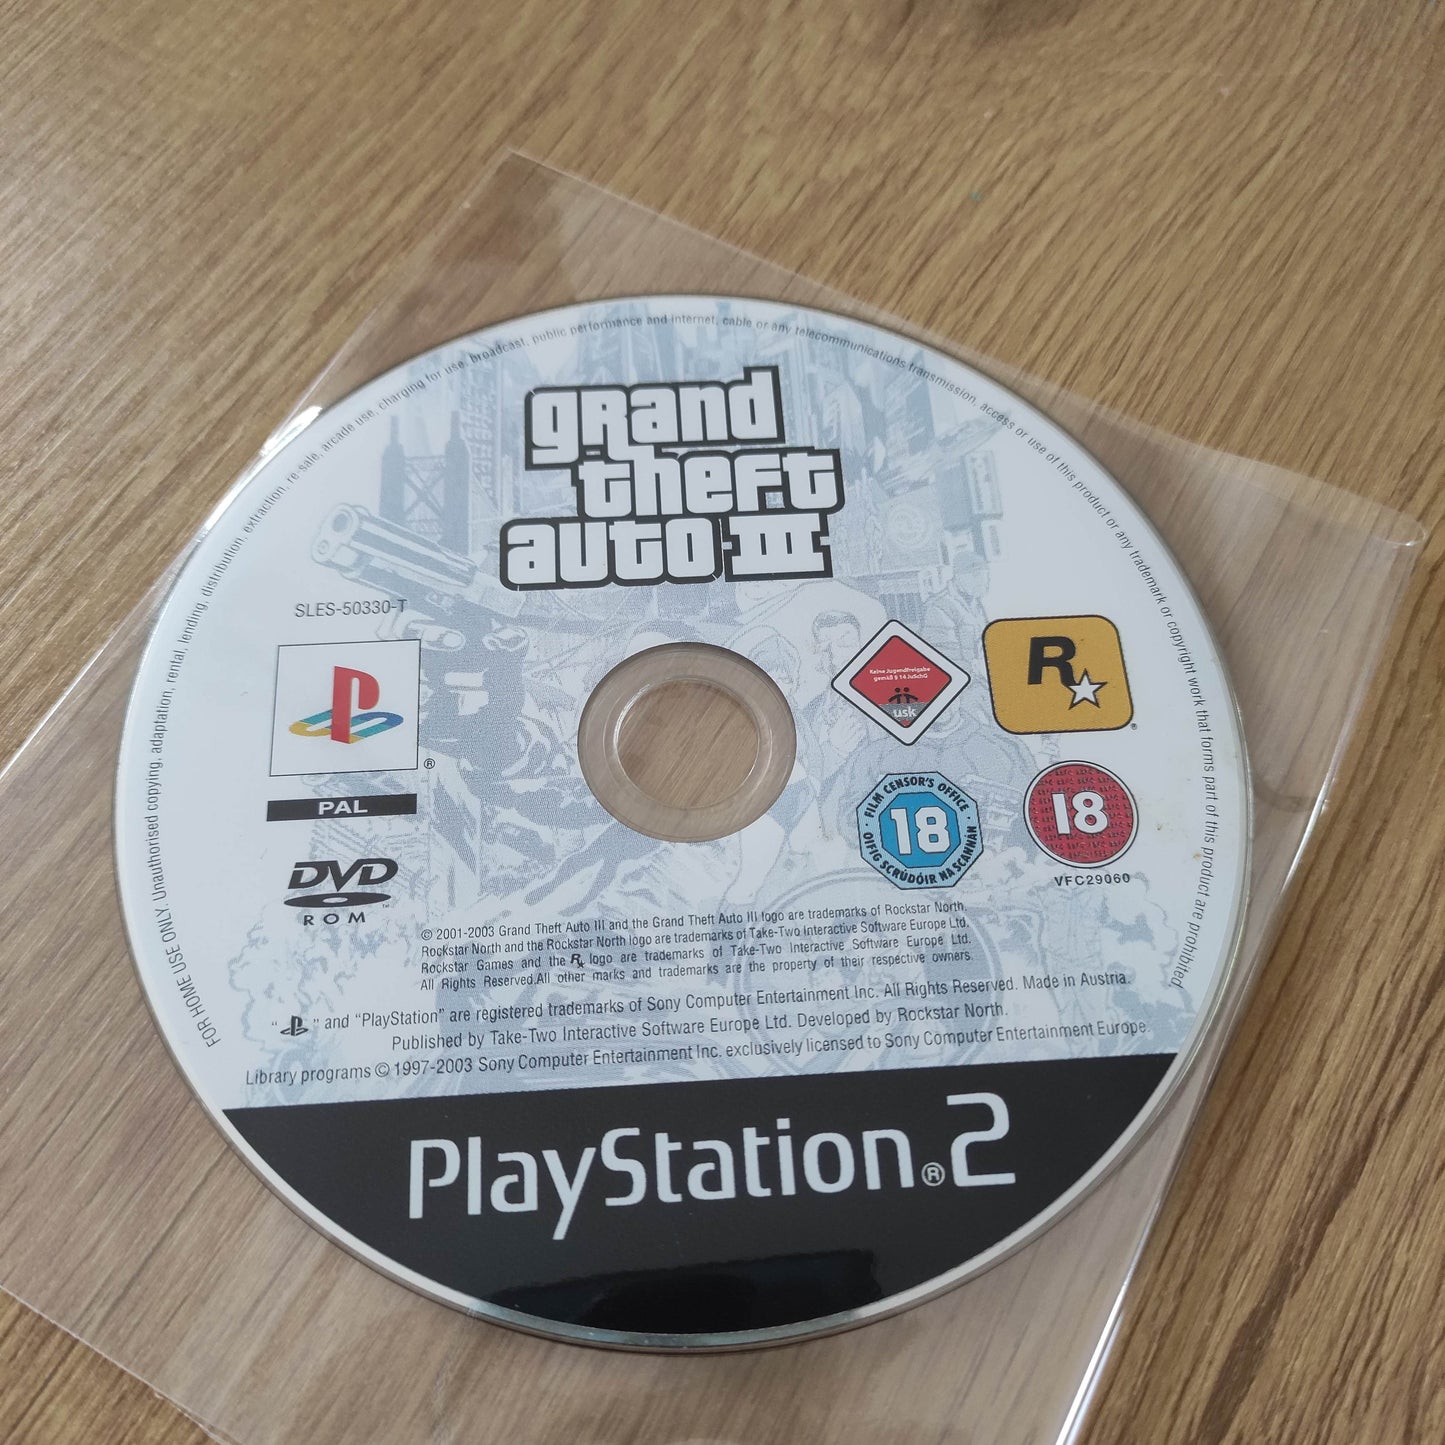 FOR HOME USE ONLY. Unauthorised copying, adaptation, rental, lending, distribution, extraction, re-sale, arcade use, charging for use, broadcast, public performance and internet, cable or any telecommunications transmission, access or use of this product or any trademark or copyright work that forms part of this product are prohibited.
grand
theft
auto III
SLES-50330-T
®
PAL
DVD
ROM
Keine Jugendfreigabe
gemäß § 14 JuSchG
usk
R
®
FILM CENSOR'S OFFICE
18
OIFIG SCRÚDÓIR NA SCANNÁN
18
VFC29060
© 2001-2003 Grand Theft Auto III and the Grand Theft Auto III logo are trademarks of Rockstar North.
Rockstar North and the Rockstar North logo are trademarks of Take-Two Interactive Software Europe Ltd.
Rockstar Games and the R logo are trademarks of Take-Two Interactive Software Europe Ltd.
All Rights Reserved.All other marks and trademarks are the property of their respective owners.
" " and "PlayStation" are registered trademarks of Sony Computer Entertainment Inc. All Rights Reserved. Made in Austria.
Published by Take-Two Interactive Software Europe Ltd. Developed by Rockstar North.
Library programs © 1997-2003 Sony Computer Entertainment Inc. exclusively licensed to Sony Computer Entertainment Europe.
PlayStation®2